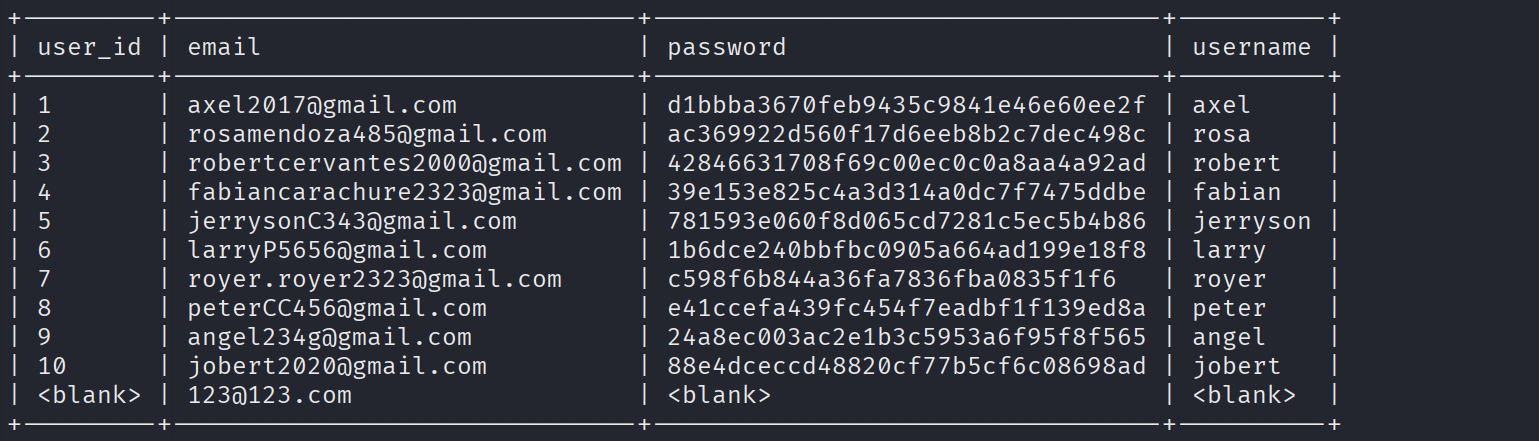 | user_id | email | password | username |
| 1 | axel2017@gmail.com | d1bbba3670feb9435c9841e46e60ee2f | axel |
| 2 | rosamendoza485@gmail.com | ac369922d560f17d6eeb8b2c7dec498c | rosa |
| 3 | robertcervantes2000@gmail.com | 42846631708f69c00ec0c0a8aa4a92ad | robert |
| 4 | fabiancarachure2323@gmail.com | 39e153e825c4a3d314a0dc7f7475ddbe | fabian |
| 5 | jerrysonC343@gmail.com | 781593e060f8d065cd7281c5ec5b4b86 | jerryson |
| 6 | larryP5656@gmail.com | 1b6dce240bbfbc0905a664ad199e18f8 | larry |
| 7 | royer.royer2323@gmail.com | c598f6b844a36fa7836fba0835f1f6 | royer |
| 8 | peterCC456@gmail.com | e41ccefa439fc454f7eadbf1f139ed8a | peter |
| 9 | angel234g@gmail.com | 24a8ec003ac2e1b3c5953a6f95f8f565 | angel |
| 10 | jobert2020@gmail.com | 88e4dceccd48820cf77b5cf6c08698ad | jobert |
| <blank> | 123@123.com | <blank> | <blank> |